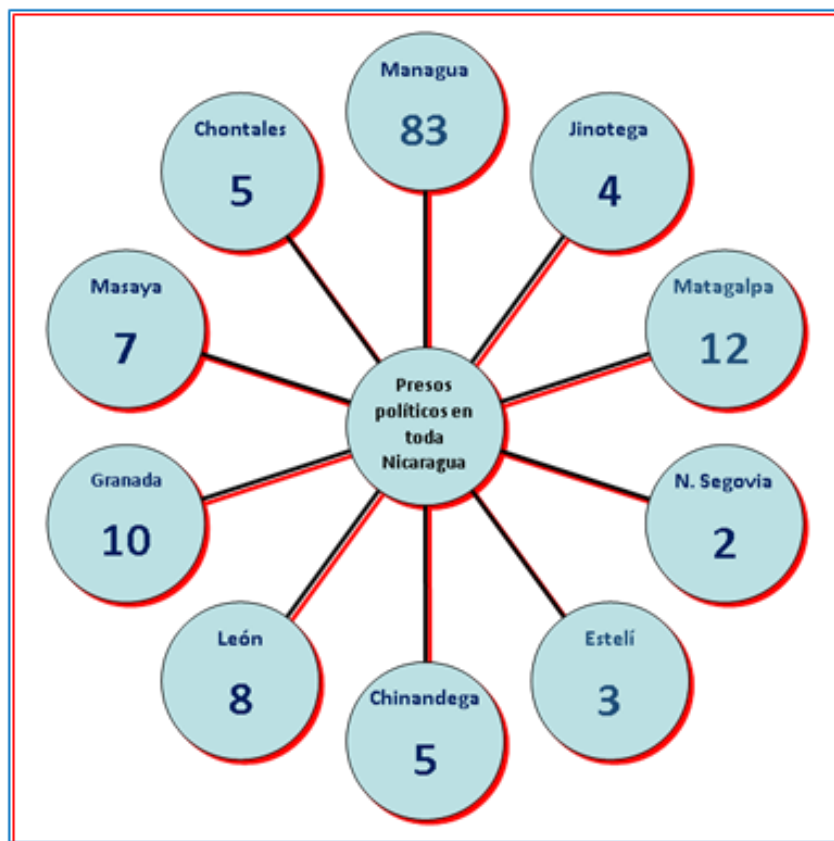 Managua
83
Jinotega
4
Matagalpa
12
N. Segovia
2
Estelí
3
Chinandega
5
León
8
Granada
10
Masaya
7
Chontales
5
Presos
políticos en
toda
Nicaragua